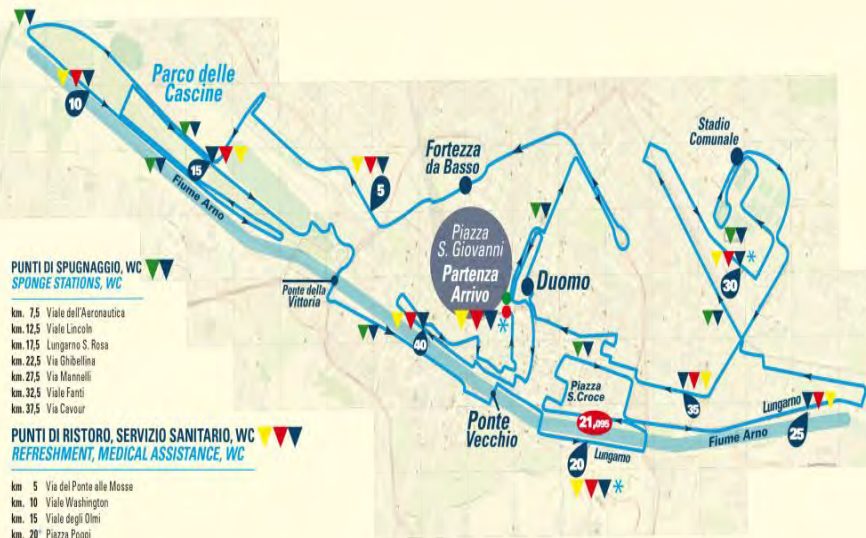 Parco delle
Cascine
10
15
Fiume Arno
5
Fortezza
da Basso
Stadio
Comunale
Piazza
S. Giovanni
Partenza
Arrivo
Duomo
30
Ponte della
Vittoria
40
Piazza
S.Croce
35
Lungarno
25
Ponte
Vecchio
21,095
Fiume Arno
20
Lungarno
PUNTI DI SPUGNAGGIO, WC
SPONGE STATIONS, WC
km. 7,5 Viale dell'Aeronautica
km. 12,5 Viale Lincoln
km. 17,5 Lungarno S. Rosa
km. 22,5 Via Ghibellina
km. 27,5 Via Mannelli
km. 32,5 Viale Fanti
km. 37,5 Via Cavour
PUNTI DI RISTORO, SERVIZIO SANITARIO, WC
REFRESHMENT, MEDICAL ASSISTANCE, WC
km 5 Via del Ponte alle Mosse
km. 10 Viale Washington
km. 15 Viale degli Olmi
km. 20* Piazza Poggi